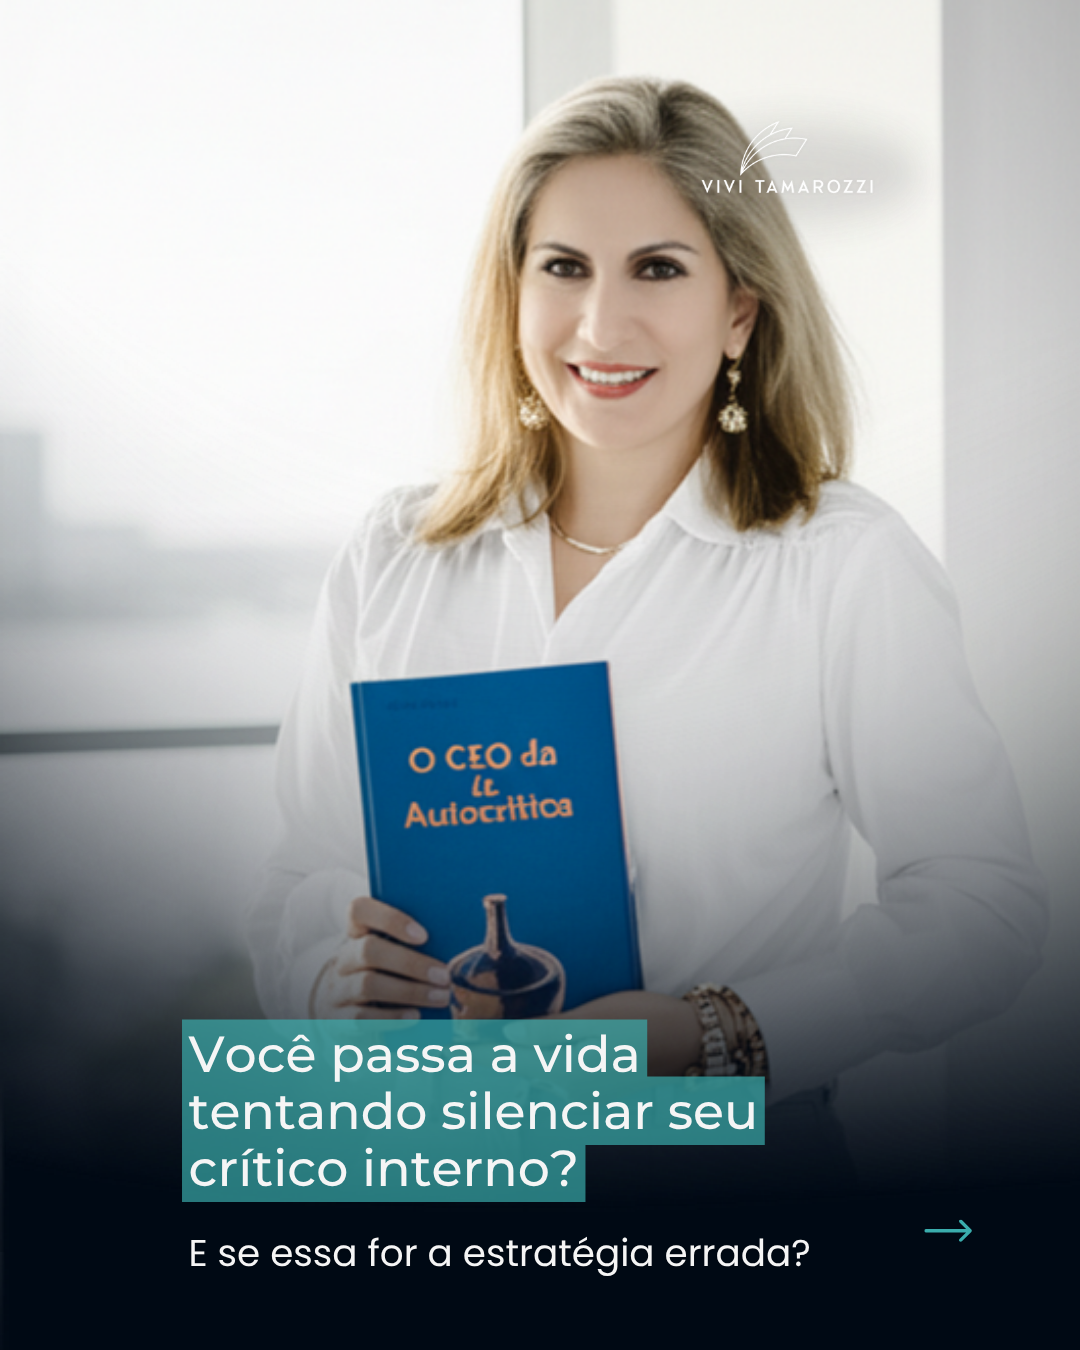 VIVI TAMAROZZI
O CEO da
Autocrítica
Você passa a vida
tentando silenciar seu
crítico interno?
E se essa for a estratégia errada?